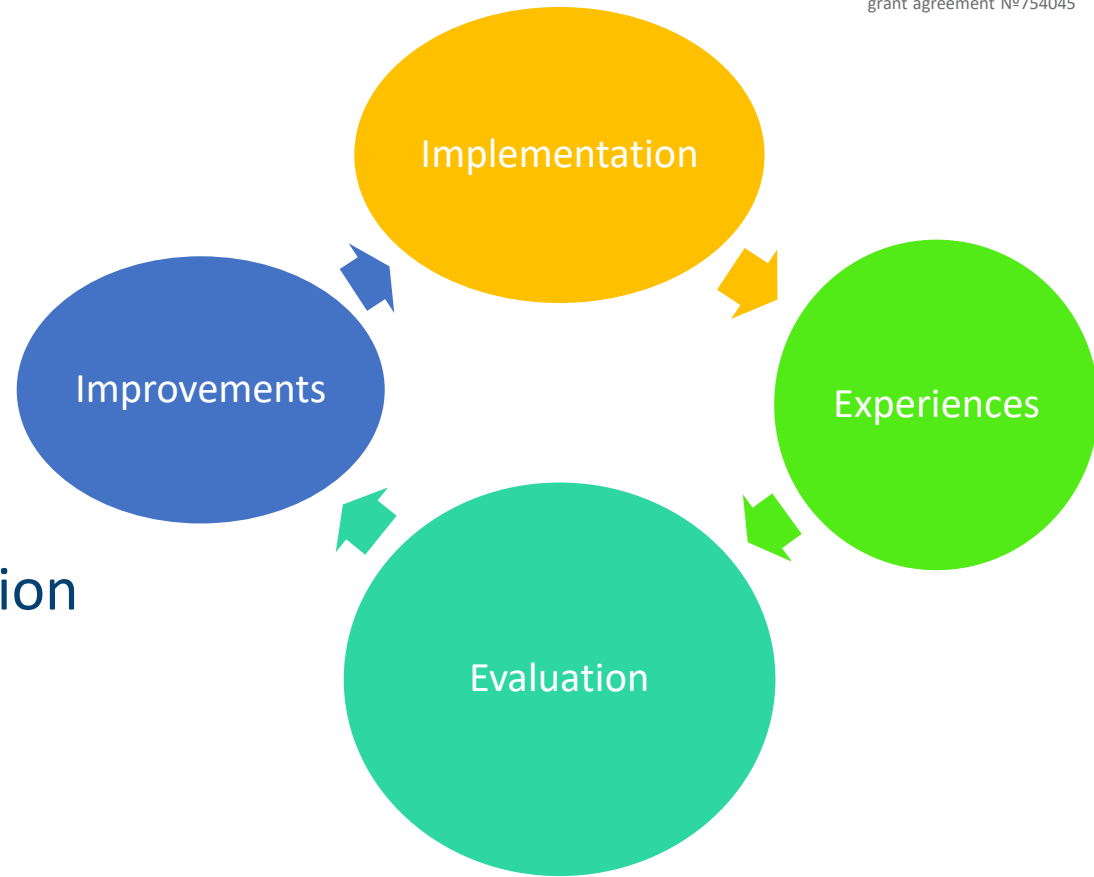 grant agreement Nº754045
Implementation
Improvements
Experiences
ion
Evaluation